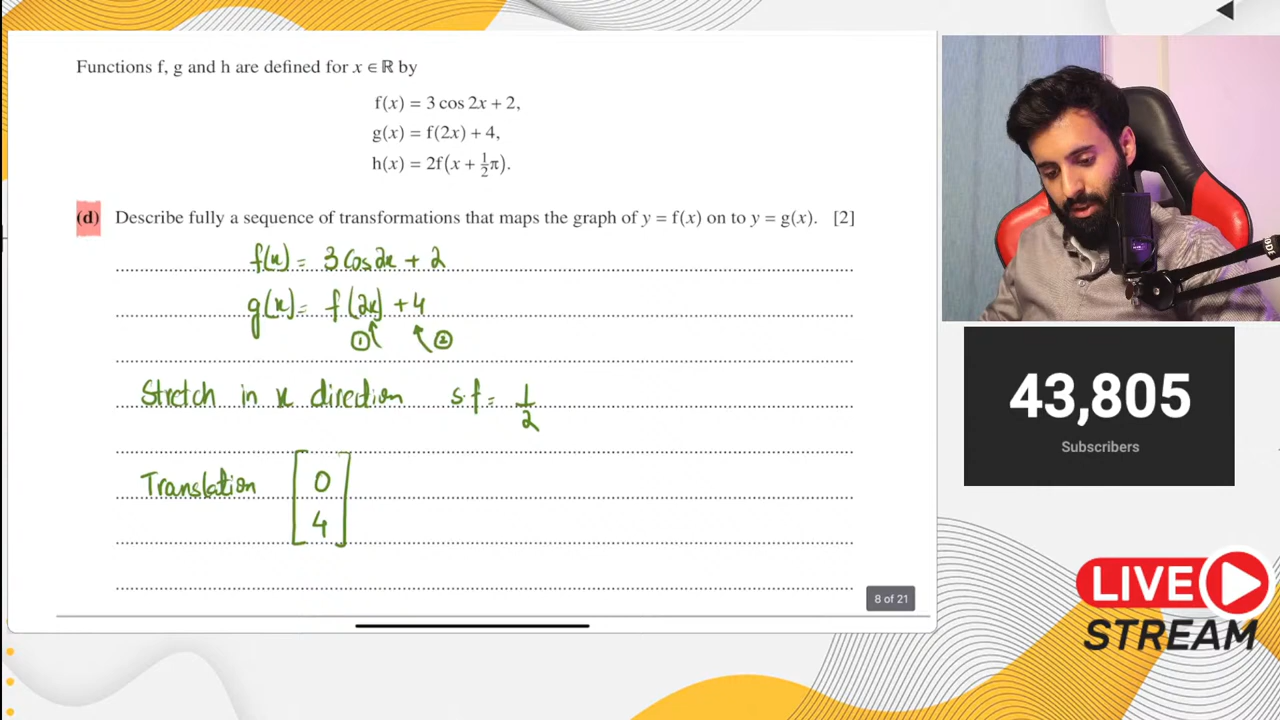 Functions f, g and h are defined for x ∈ ℝ by
f(x) = 3 cos 2x + 2,
g(x) = f(2x) + 4,
h(x) = 2f(x + ½π).
(d) Describe fully a sequence of transformations that maps the graph of y = f(x) on to y = g(x). [2]
f(x) = 3 Cos2x + 2
g(x) = f(2x) + 4
① ②
Stretch in x direction s.f = 1/2
Translation [0
4]
8 of 21
43,805
Subscribers
LIVE
STREAM